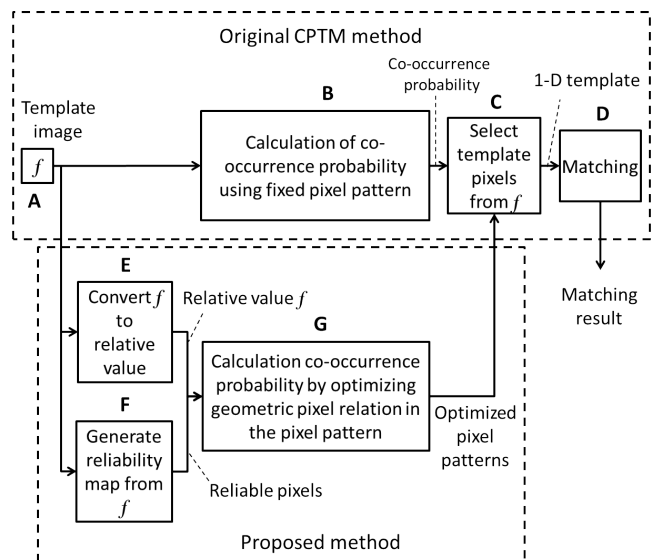 Original CPTM method
Template
image
f
A
B
Calculation of co-
occurrence probability
using fixed pixel pattern
Co-occurrence
probability
C
Select
template
pixels
from f
1-D template
D
Matching
Matching
result
E
Convert f
to
relative
value
Relative value f
F
Generate
reliability
map from
f
Reliable pixels
G
Calculation co-occurrence
probability by optimizing
geometric pixel relation in
the pixel pattern
Optimized
pixel
patterns
Proposed method